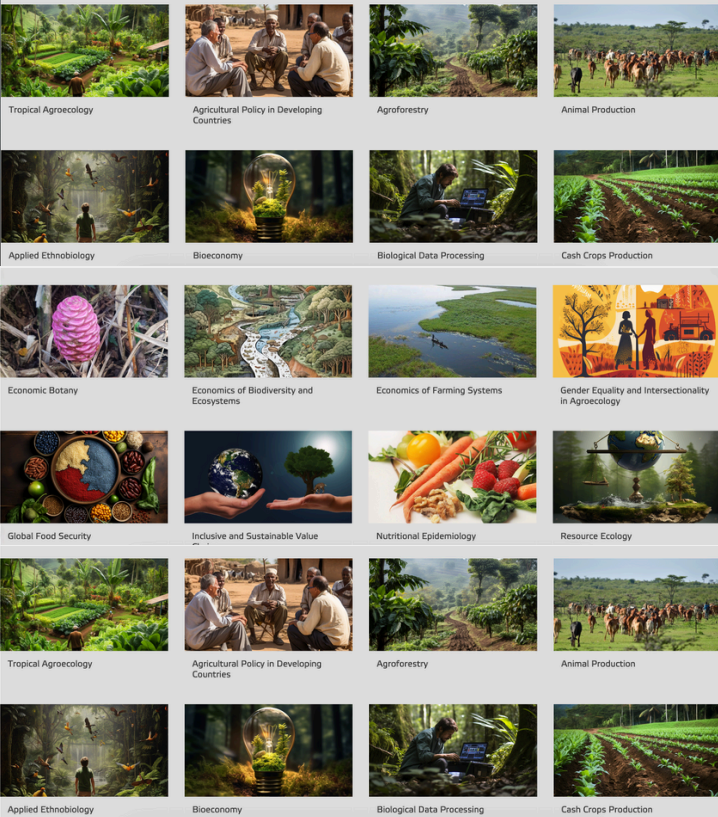 Tropical Agroecology
Agricultural Policy in Developing
Countries
Agroforestry
Animal Production
Applied Ethnobiology
Bioeconomy
Biological Data Processing
Cash Crops Production
Economic Botany
Economics of Biodiversity and
Ecosystems
Economics of Farming Systems
Gender Equality and Intersectionality
in Agroecology
Global Food Security
Inclusive and Sustainable Value
Nutritional Epidemiology
Resource Ecology
Tropical Agroecology
Agricultural Policy in Developing
Countries
Agroforestry
Animal Production
Applied Ethnobiology
Bioeconomy
Biological Data Processing
Cash Crops Production